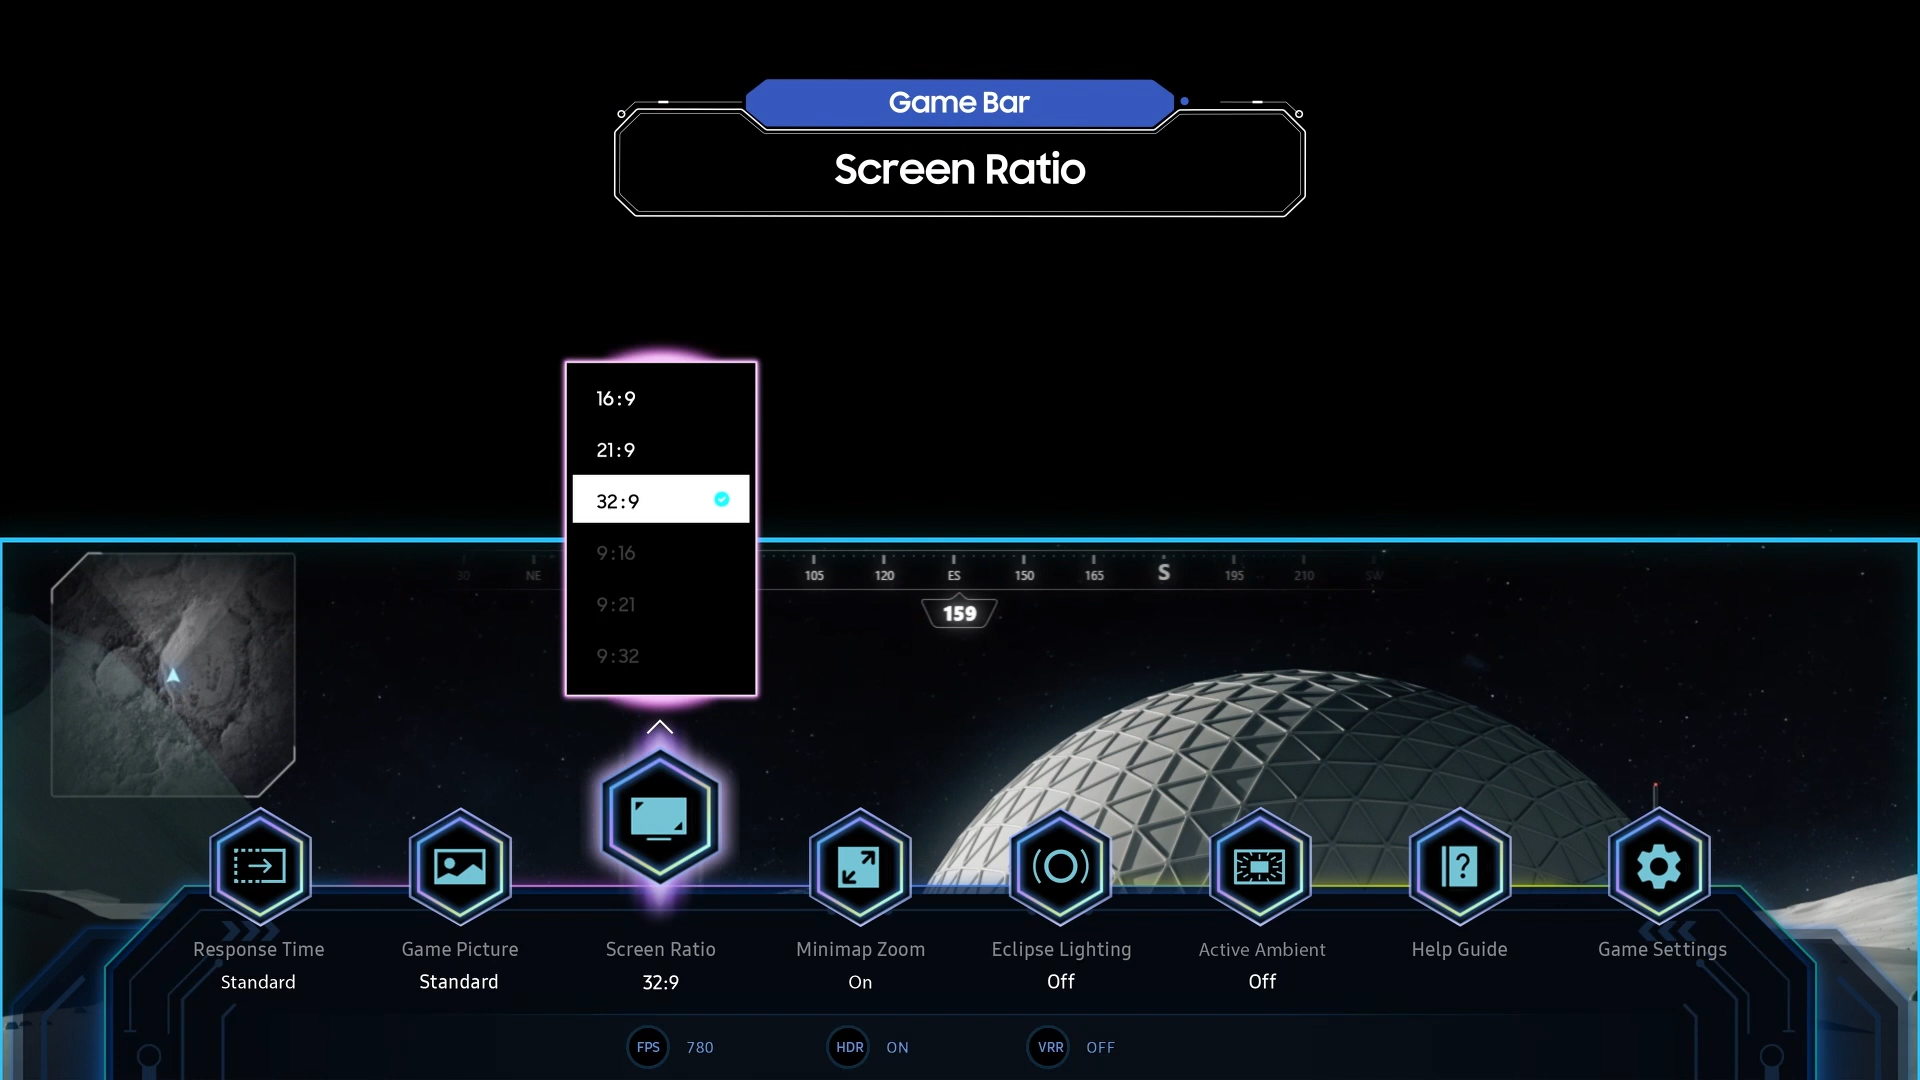 Game Bar
Screen Ratio
16:9
21:9
32:9
9:16
9:21
9:32
30 NE 105 120 ES 150 165 S 195 210 SW
159
Response Time Game Picture Screen Ratio Minimap Zoom Eclipse Lighting Active Ambient Help Guide Game Settings
Standard Standard 32:9 On Off Off
FPS 780 HDR ON VRR OFF